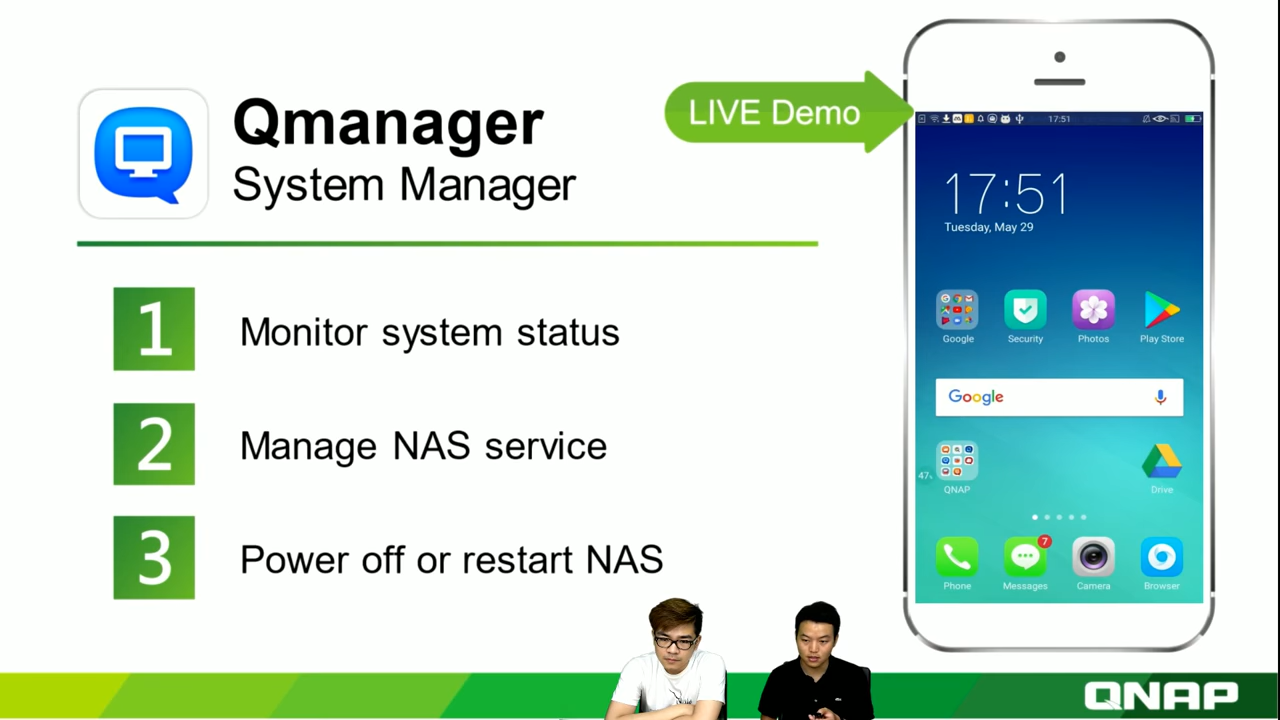 Qmanager
System Manager
LIVE Demo
1
Monitor system status
2
Manage NAS service
3
Power off or restart NAS
17:51
17:51
Tuesday, May 29
Google
Security
Photos
Play Store
Google
47
QNAP
Drive
7
Phone
Messages
Camera
Browser
QNAP